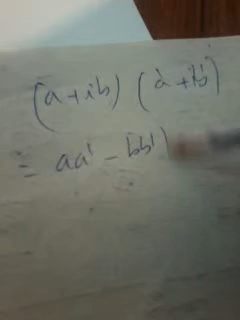 (a+ib) (a'+ib')
= aa' - bb')